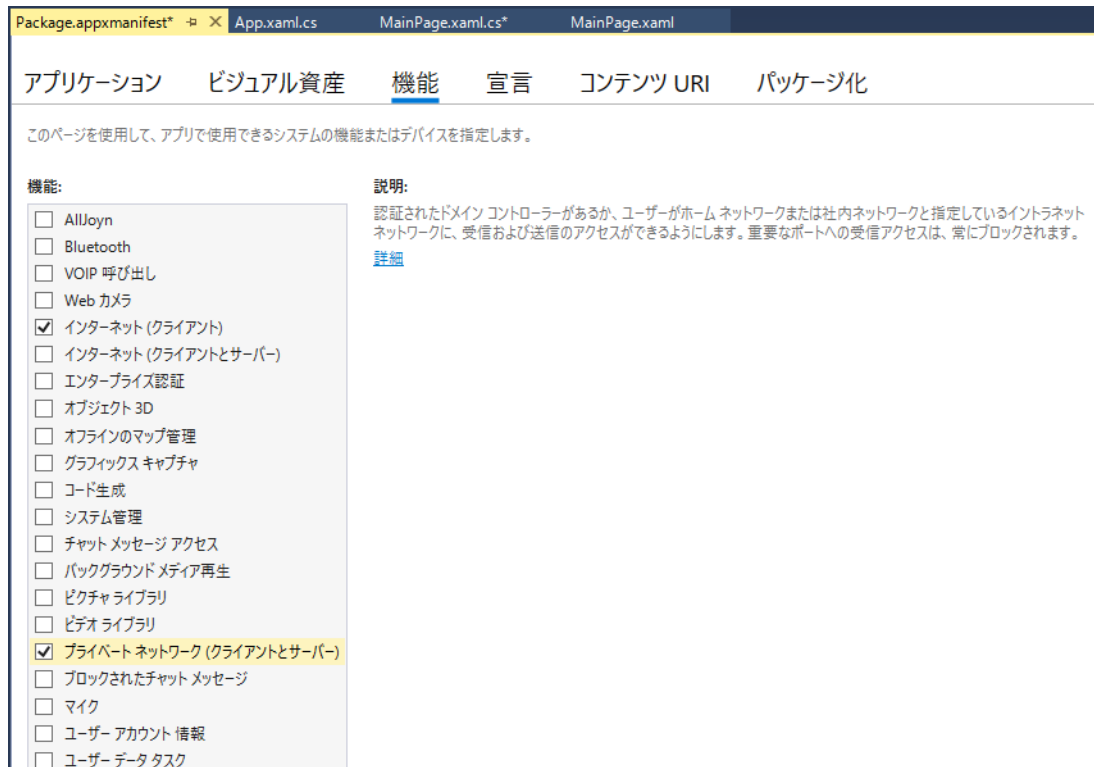 Package.appxmanifest* App.xaml.cs MainPage.xaml.cs* MainPage.xaml
アプリケーション ビジュアル資産 機能 宣言 コンテンツ URI パッケージ化
このページを使用して、アプリで使用できるシステムの機能またはデバイスを指定します。
機能:
AllJoyn
Bluetooth
VOIP 呼び出し
Web カメラ
インターネット (クライアント)
インターネット (クライアントとサーバー)
エンタープライズ認証
オブジェクト 3D
オフラインのマップ管理
グラフィックス キャプチャ
コード生成
システム管理
チャット メッセージ アクセス
バックグラウンド メディア再生
ピクチャ ライブラリ
ビデオ ライブラリ
プライベート ネットワーク (クライアントとサーバー)
ブロックされたチャット メッセージ
マイク
ユーザー アカウント 情報
ユーザー データ タスク
説明:
認証されたドメイン コントローラーがあるか、ユーザーがホーム ネットワークまたは社内ネットワークと指定しているイントラネット
ネットワークに、受信および送信のアクセスができるようにします。重要なポートへの受信アクセスは、常にブロックされます。
詳細